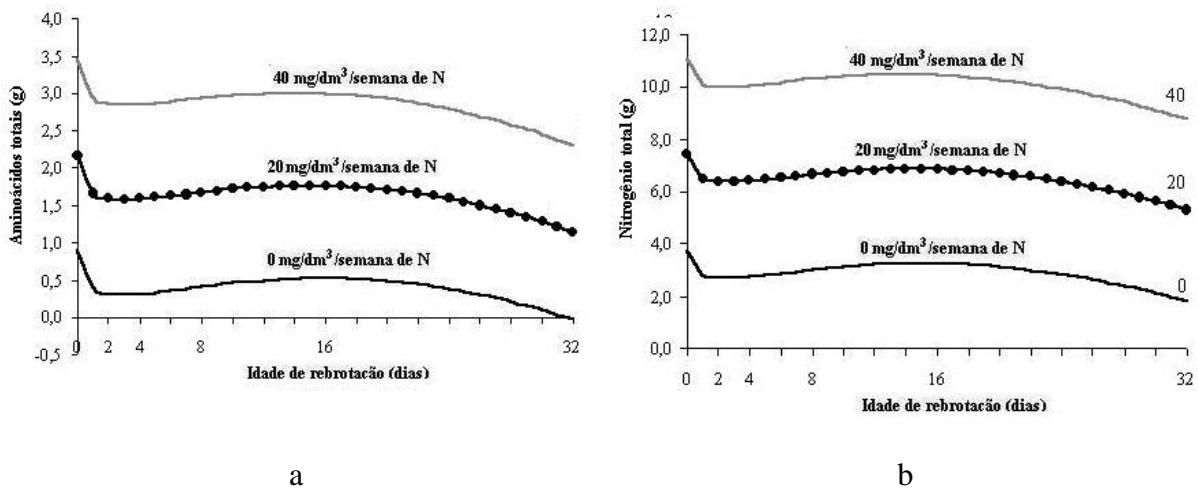 4,0
3,5
3,0
2,5
2,0
1,5
1,0
0,5
0,0
-0,5
Aminoácidos totais (g)
40 mg/dm³/semana de N
20 mg/dm³/semana de N
0 mg/dm³/semana de N
0 2 4 8 16 32
Idade de rebrotação (dias)
a
12,0
10,0
8,0
6,0
4,0
2,0
0,0
Nitrogênio total (g)
40 mg/dm³/semana de N
40
20 mg/dm³/semana de N
20
0 mg/dm³/semana de N
0
0 2 4 8 16 32
Idade de rebrotação (dias)
b